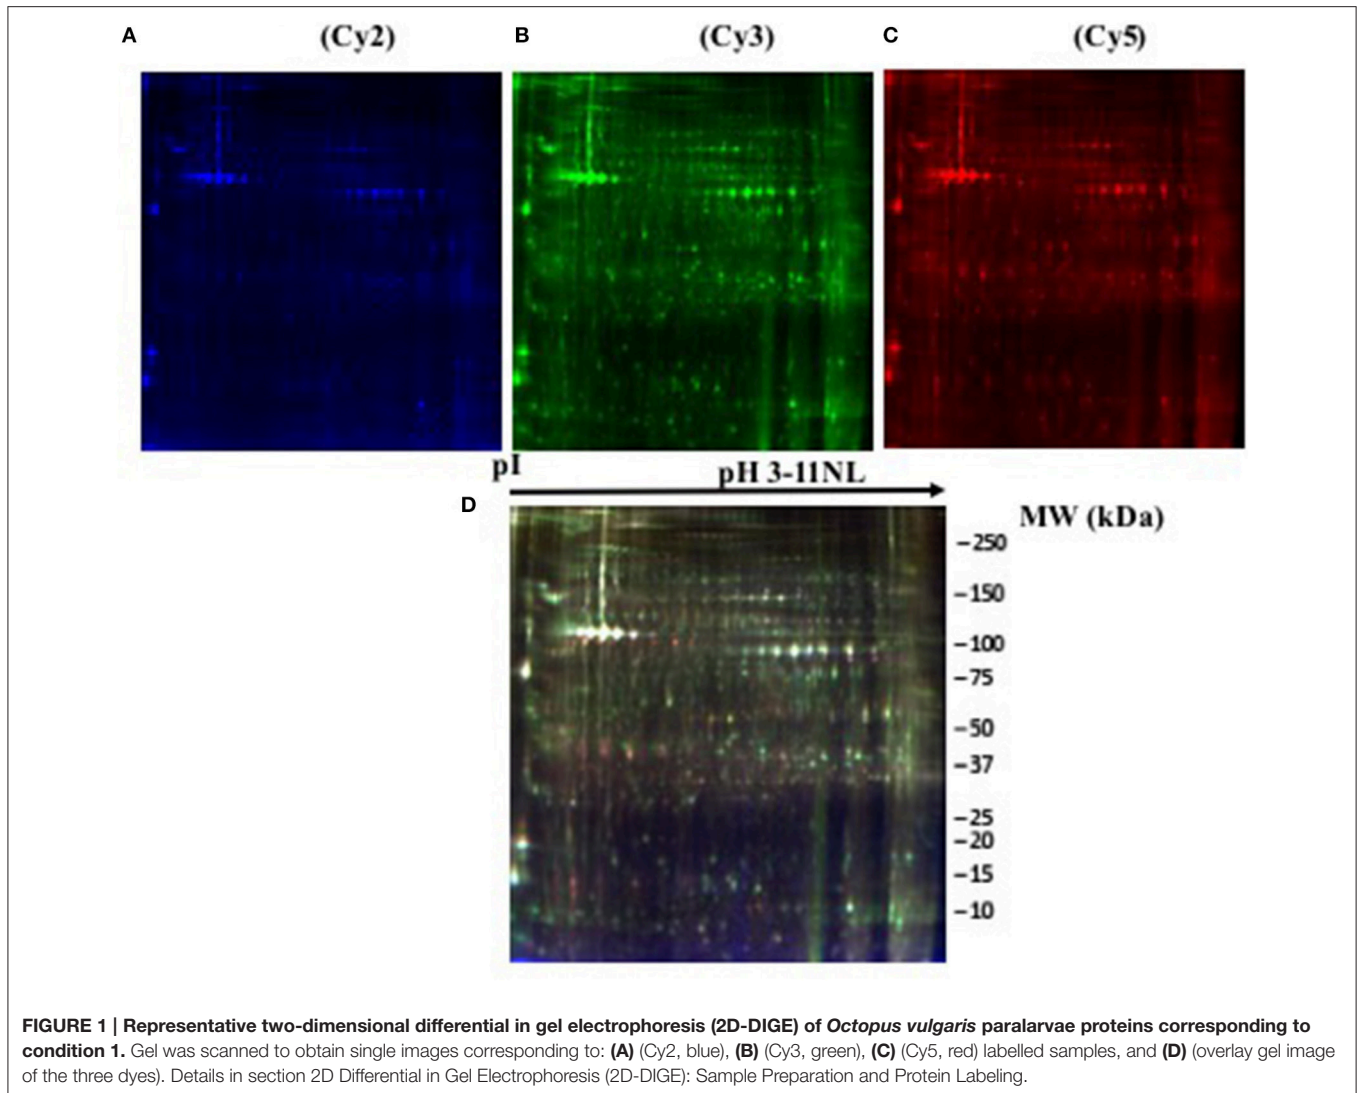 A
(Cy2)
B
(Cy3)
C
(Cy5)
pI
pH 3-11NL
D
MW (kDa)
–250
–150
–100
–75
–50
–37
–25
–20
–15
–10
FIGURE 1 | Representative two-dimensional differential in gel electrophoresis (2D-DIGE) of Octopus vulgaris paralarvae proteins corresponding to
condition 1. Gel was scanned to obtain single images corresponding to: (A) (Cy2, blue), (B) (Cy3, green), (C) (Cy5, red) labelled samples, and (D) (overlay gel image
of the three dyes). Details in section 2D Differential in Gel Electrophoresis (2D-DIGE): Sample Preparation and Protein Labeling.